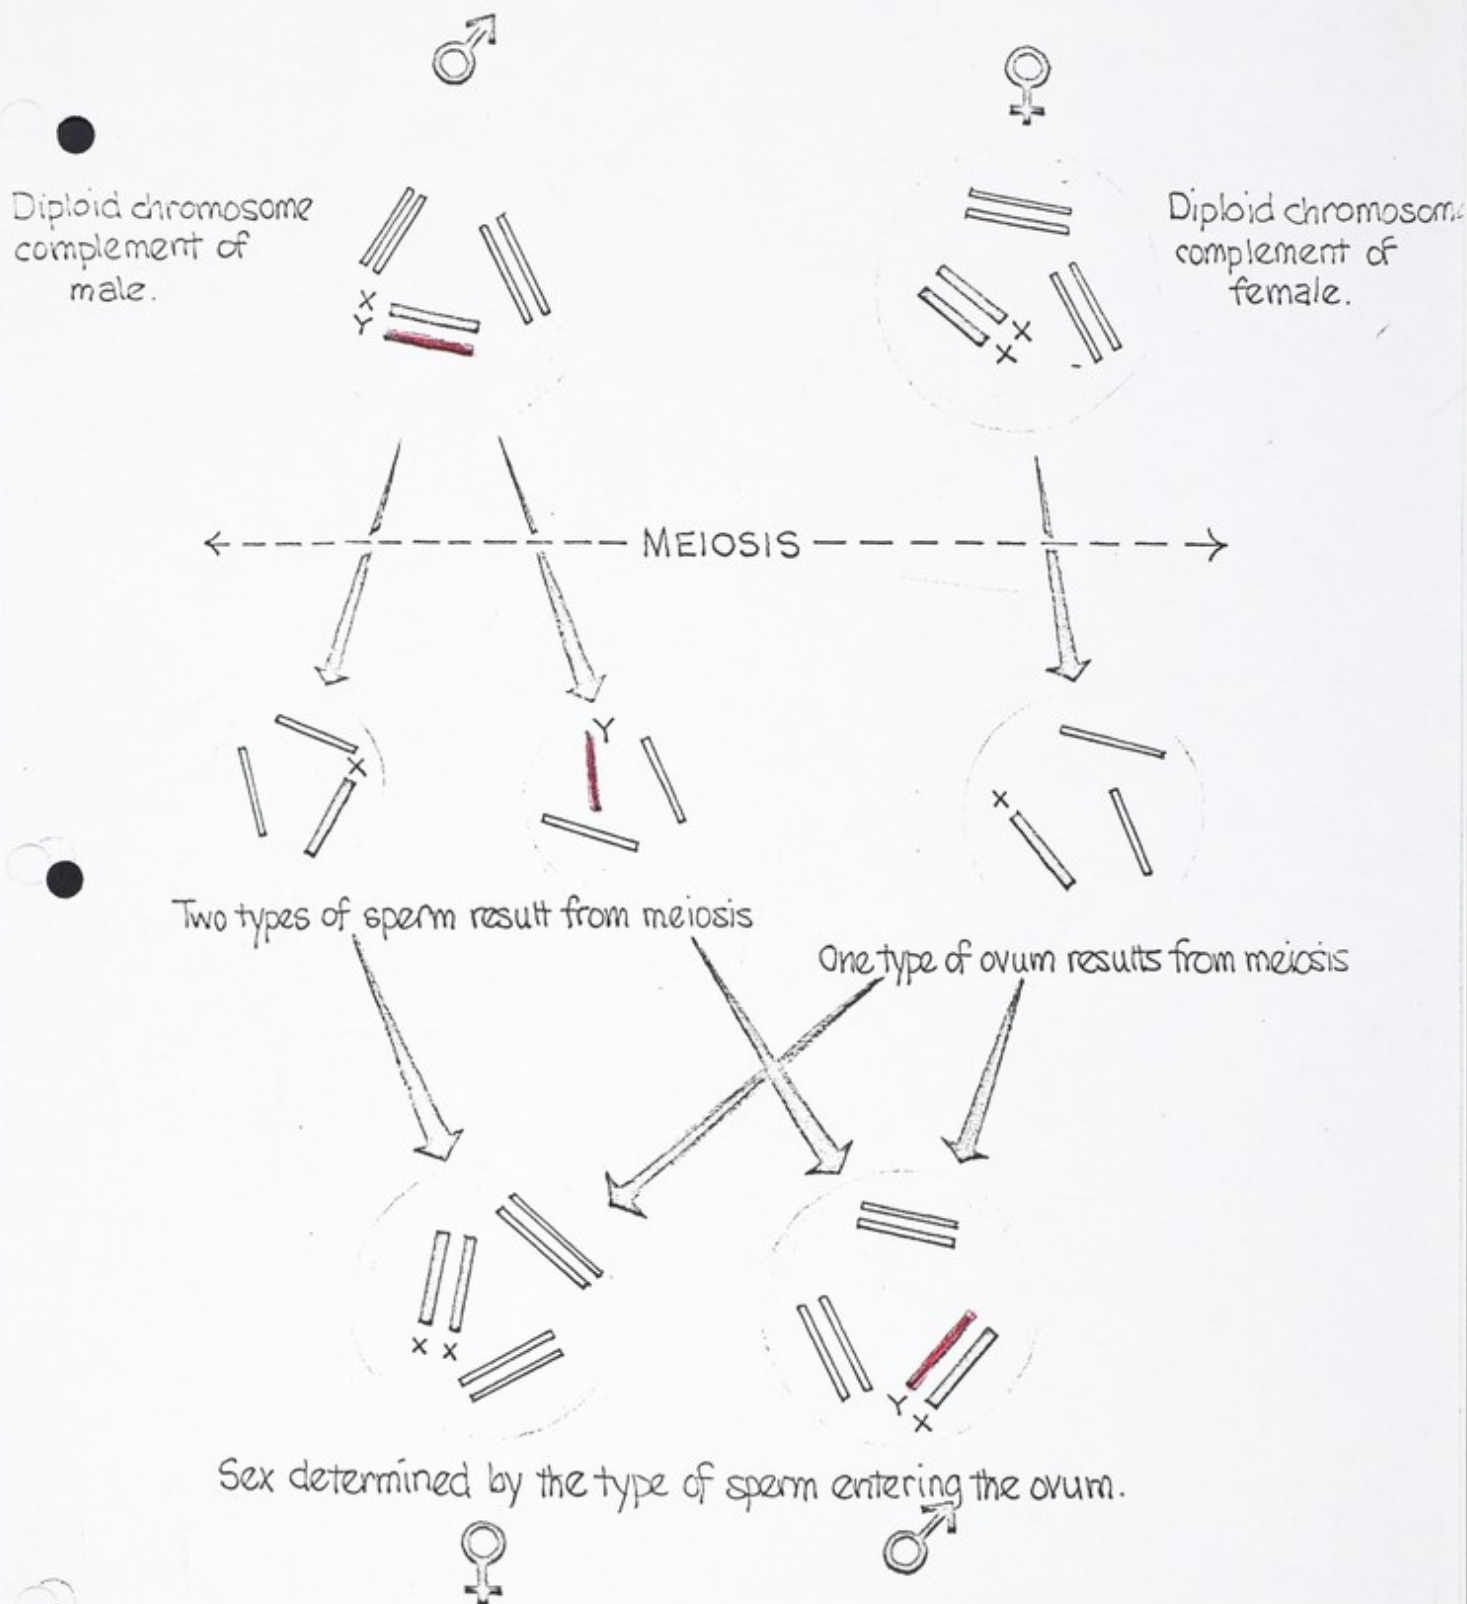 Diploid chromosome
complement of
male.
X
Y
Diploid chromosom
complement of
female.
X
X
MEIOSIS
X
Y
X
Two types of sperm result from meiosis
One type of ovum results from meiosis
X X
Y
X
Sex determined by the type of sperm entering the ovum.